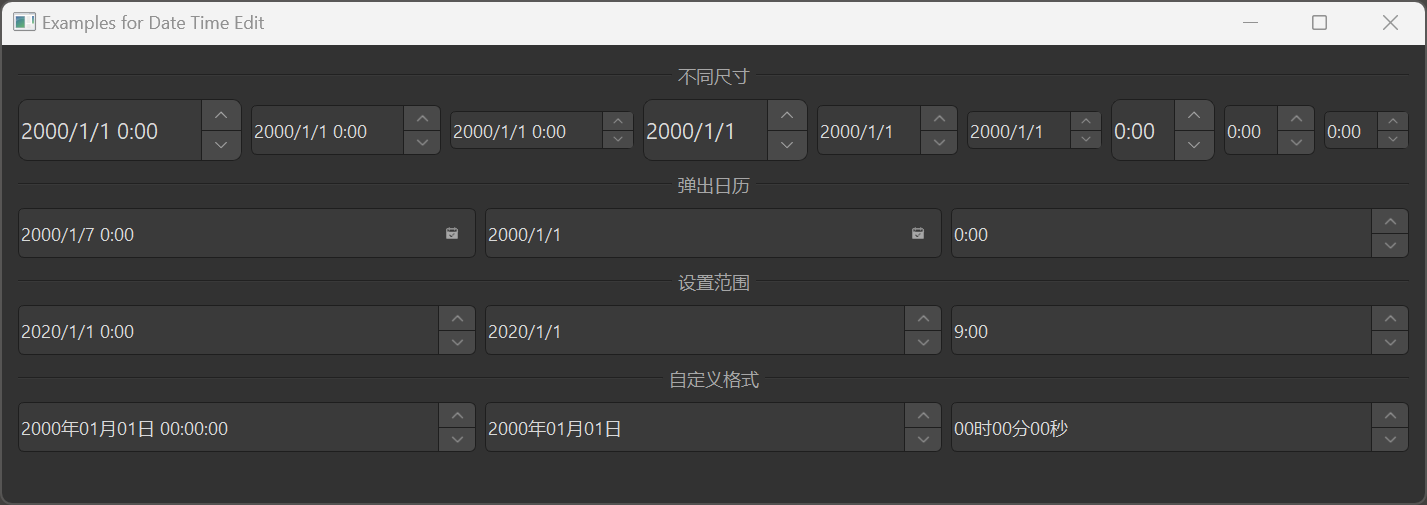 Examples for Date Time Edit
不同尺寸
2000/1/1 0:00 2000/1/1 0:00 2000/1/1 0:00 2000/1/1 2000/1/1 2000/1/1 0:00 0:00 0:00
弹出日历
2000/1/7 0:00 2000/1/1 0:00
设置范围
2020/1/1 0:00 2020/1/1 9:00
自定义格式
2000年01月01日 00:00:00 2000年01月01日 00时00分00秒